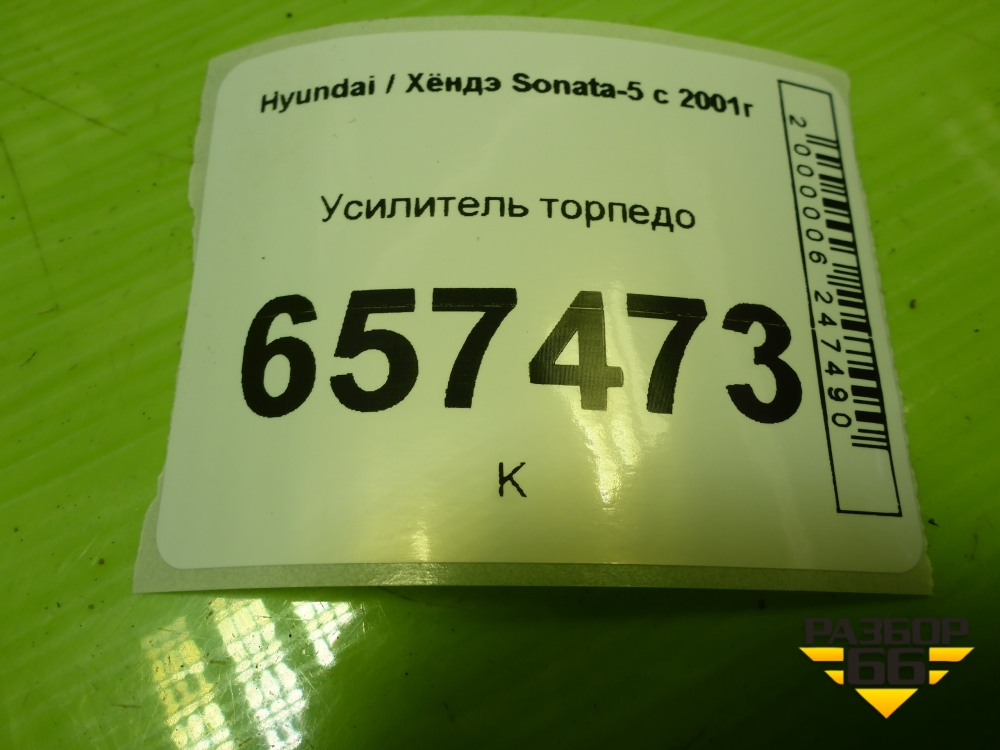 Hyundai / Хёндэ Sonata-5 с 2001г
Усилитель торпедо
657473
К
2000006247490
РАЗБОР
66